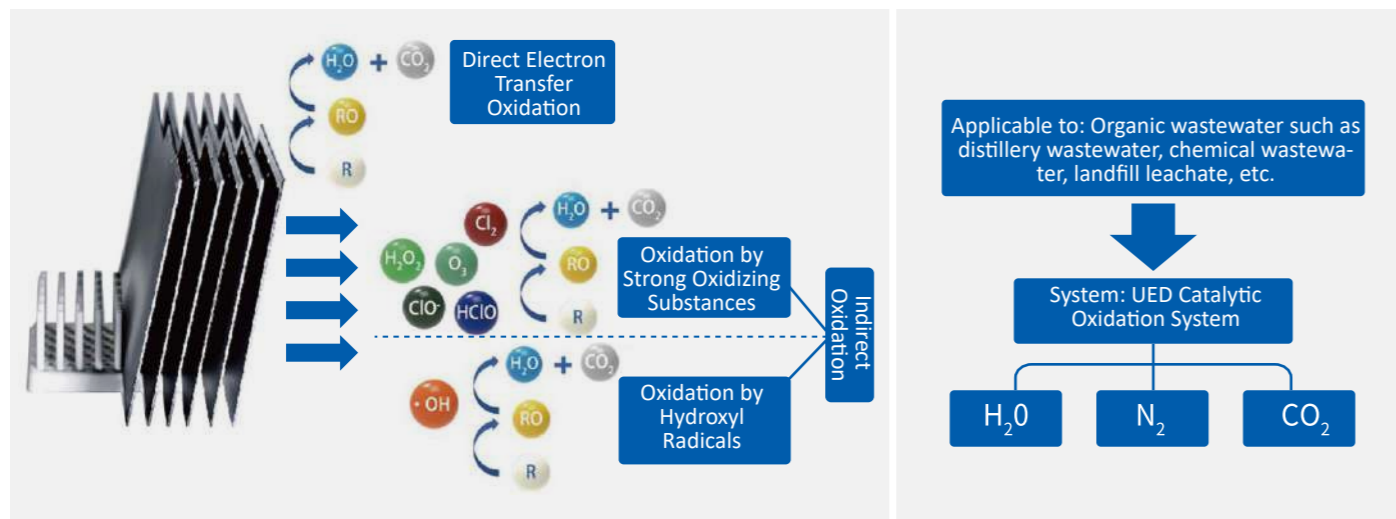 H₂O + CO₂
RO
R
Direct Electron
Transfer
Oxidation
Cl₂
H₂O₂
O₃
ClO⁻
HClO
H₂O + CO₂
RO
R
Oxidation by
Strong Oxidizing
Substances
Indirect
Oxidation
• OH
H₂O + CO₂
RO
R
Oxidation by
Hydroxyl
Radicals
Applicable to: Organic wastewater such as
distillery wastewater, chemical wastewa-
ter, landfill leachate, etc.
System: UED Catalytic
Oxidation System
H₂0
N₂
CO₂